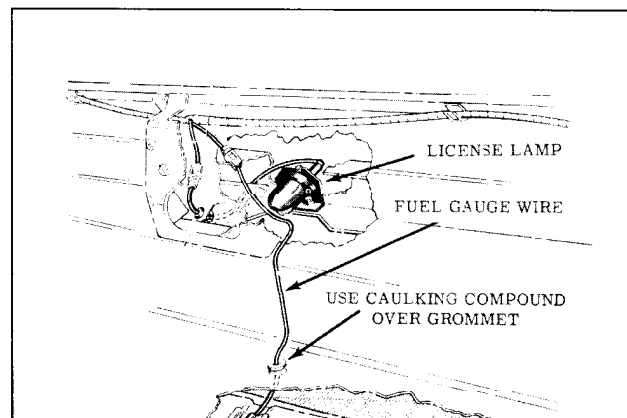 LICENSE LAMP
FUEL GAUGE WIRE
USE CAULKING COMPOUND
OVER GROMMET